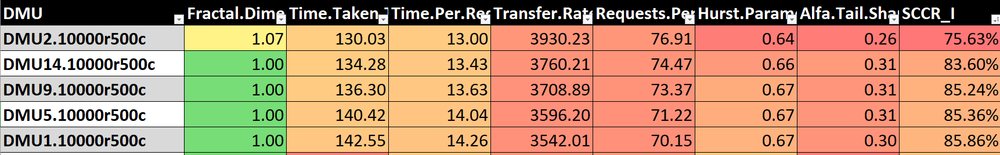 DMU Fractal.Dime Time.Taken. Time.Per.Re Transfer.Rat Requests.Per Hurst.Param Alfa.Tail.Sha SCCR_I
DMU2.10000r500c 1.07 130.03 13.00 3930.23 76.91 0.64 0.26 75.63%
DMU14.10000r500c 1.00 134.28 13.43 3760.21 74.47 0.66 0.31 83.60%
DMU9.10000r500c 1.00 136.30 13.63 3708.89 73.37 0.67 0.31 85.24%
DMU5.10000r500c 1.00 140.42 14.04 3596.20 71.22 0.67 0.31 85.36%
DMU1.10000r500c 1.00 142.55 14.26 3542.01 70.15 0.67 0.30 85.86%